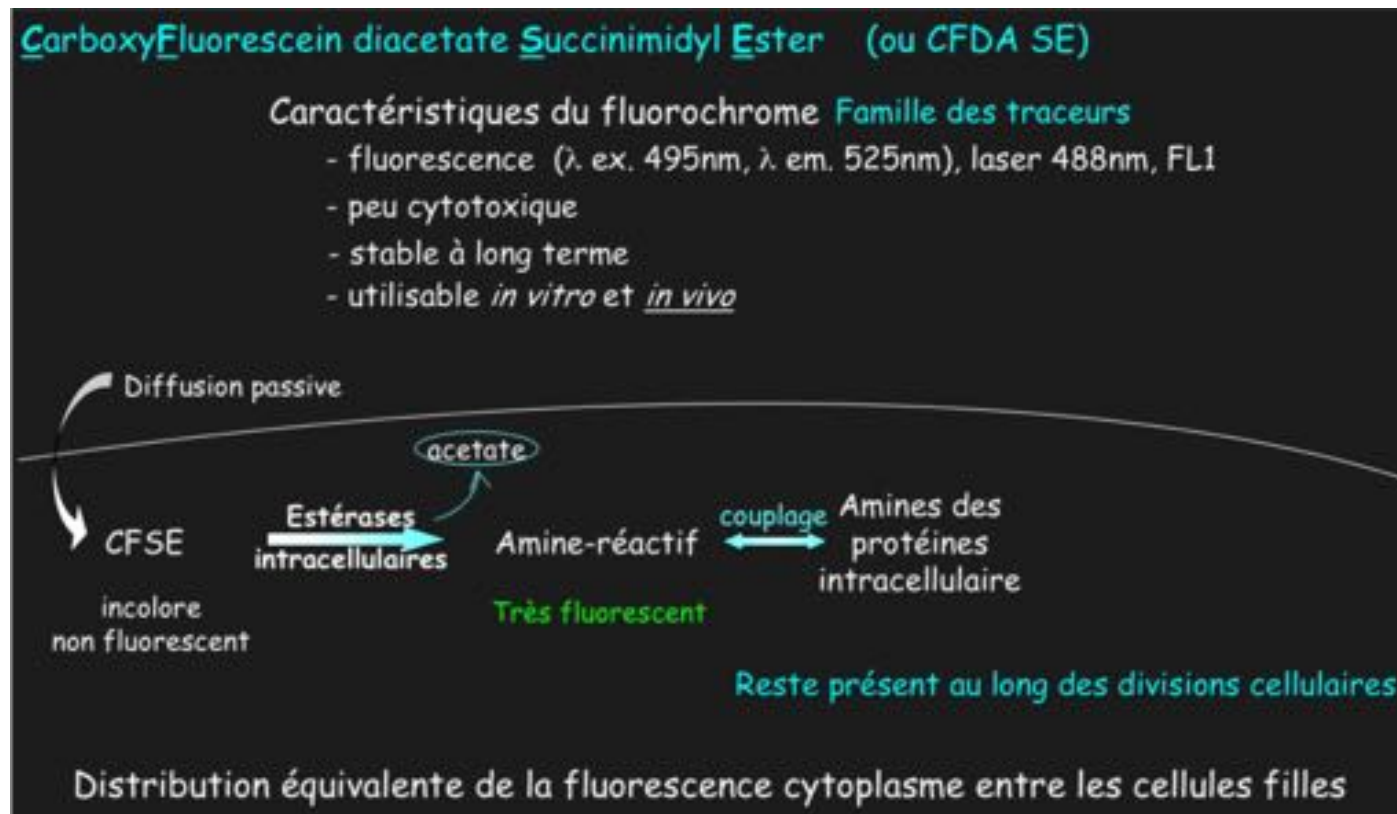 CarboxyFluorescein diacetate Succinimidyl Ester (ou CFDA SE)
Caractéristiques du fluorochrome Famille des traceurs
- fluorescence (λ ex. 495nm, λ em. 525nm), laser 488nm, FL1
- peu cytotoxique
- stable à long terme
- utilisable in vitro et in vivo
Diffusion passive
acetate
CFSE
incolore
non fluorescent
Estérases
intracellulaires
Amine-réactif
Très fluorescent
couplage
Amines des
protéines
intracellulaire
Reste présent au long des divisions cellulaires
Distribution équivalente de la fluorescence cytoplasme entre les cellules filles